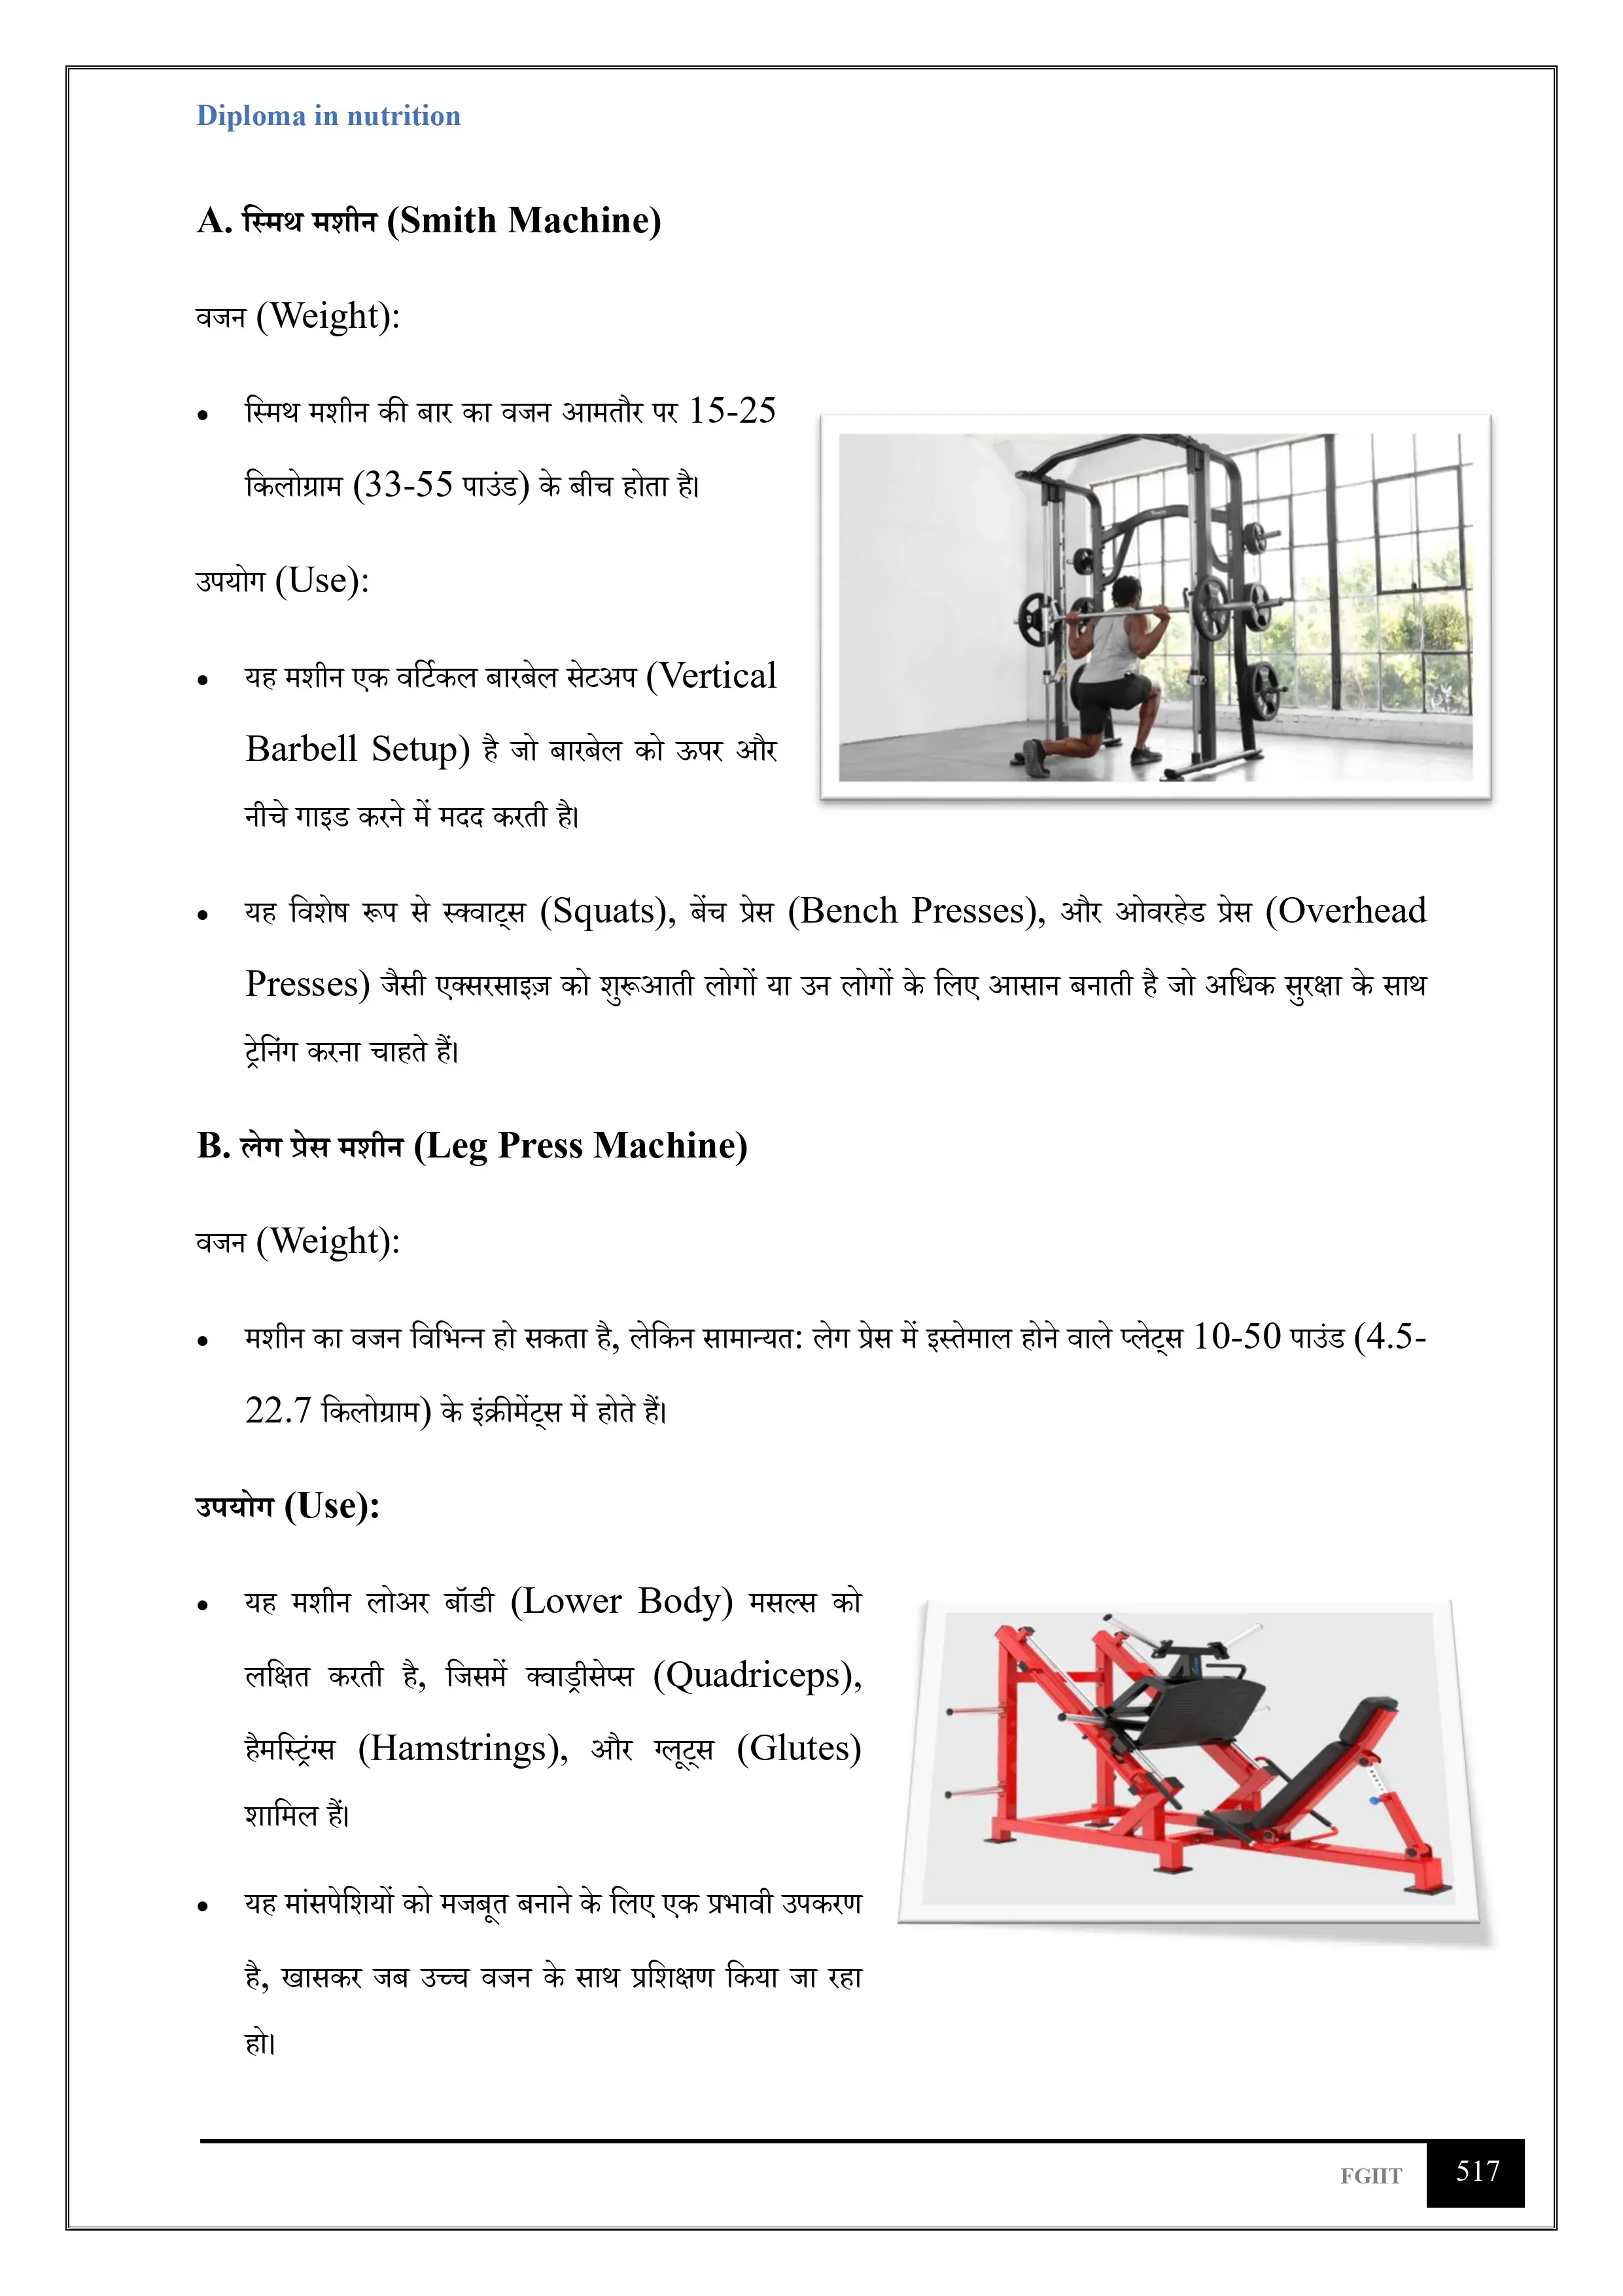 Diploma in nutrition
A. स्मिथ मशीन (Smith Machine)
वजन (Weight):
• स्मिथ मशीन की बार का वजन आमतौर पर 15-25
किलोग्राम (33-55 पाउंड) के बीच होता है।
उपयोग (Use):
• यह मशीन एक वर्टिकल बारबेल सेटअप (Vertical
Barbell Setup) है जो बारबेल को ऊपर और
नीचे गाइड करने में मदद करती है।
• यह विशेष रूप से स्क्वाट्स (Squats), बेंच प्रेस (Bench Presses), और ओवरहेड प्रेस (Overhead
Presses) जैसी एक्सरसाइज़ को शुरूआती लोगों या उन लोगों के लिए आसान बनाती है जो अधिक सुरक्षा के साथ
ट्रेनिंग करना चाहते हैं।
B. लेग प्रेस मशीन (Leg Press Machine)
वजन (Weight):
• मशीन का वजन विभिन्न हो सकता है, लेकिन सामान्यत: लेग प्रेस में इस्तेमाल होने वाले प्लेट्स 10-50 पाउंड (4.5-
22.7 किलोग्राम) के इंक्रीमेंट्स में होते हैं।
उपयोग (Use):
• यह मशीन लोअर बॉडी (Lower Body) मसल्स को
लक्षित करती है, जिसमें क्वाड्रीसेप्स (Quadriceps),
हैमस्ट्रिंग्स (Hamstrings), और ग्लूट्स (Glutes)
शामिल हैं।
• यह मांसपेशियों को मजबूत बनाने के लिए एक प्रभावी उपकरण
है, खासकर जब उच्च वजन के साथ प्रशिक्षण किया जा रहा
हो।
FGIIT 517